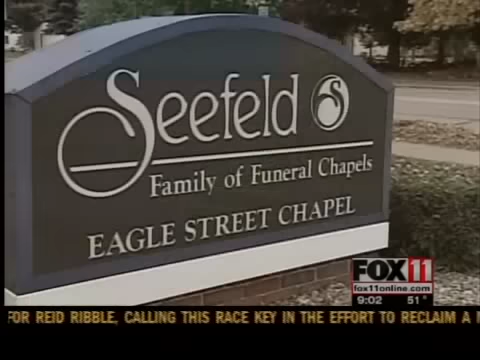 Seefeld S
Family of Funeral Chapels
EAGLE STREET CHAPEL
FOX 11
fox11online.com
9:02 51°
FOR REID RIBBLE, CALLING THIS RACE KEY IN THE EFFORT TO RECLAIM A